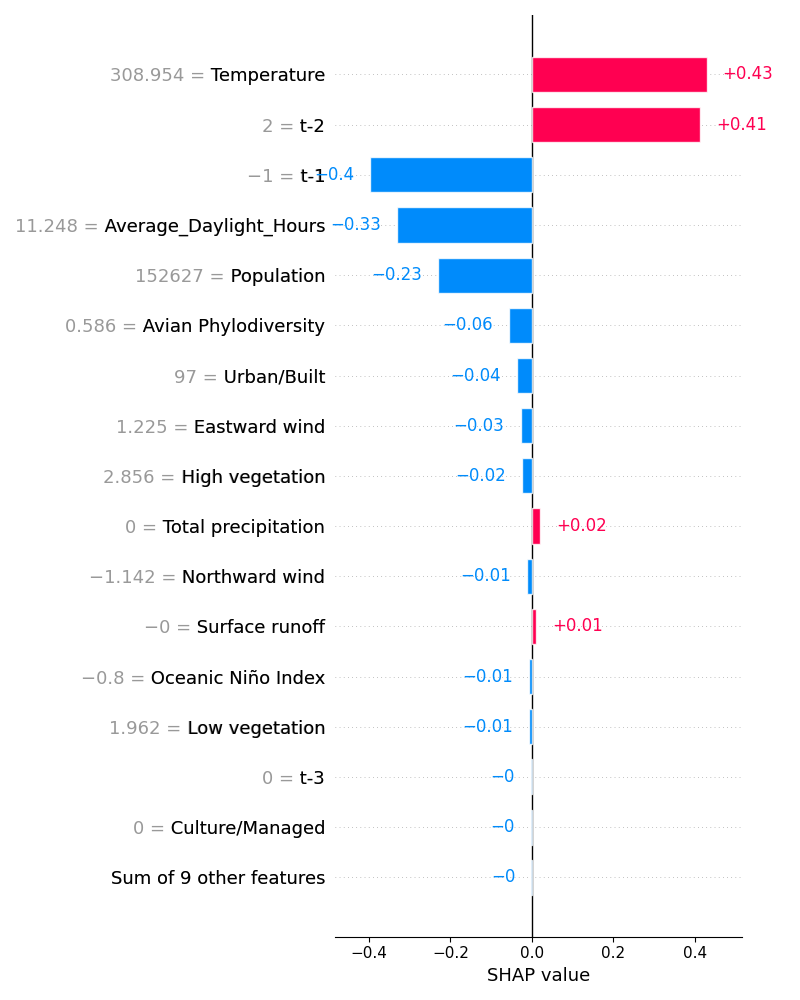 308.954 = Temperature +0.43
2 = t-2 +0.41
−1 = t-1 −0.4
11.248 = Average_Daylight_Hours −0.33
152627 = Population −0.23
0.586 = Avian Phylodiversity −0.06
97 = Urban/Built −0.04
1.225 = Eastward wind −0.03
2.856 = High vegetation −0.02
0 = Total precipitation +0.02
−1.142 = Northward wind −0.01
−0 = Surface runoff +0.01
−0.8 = Oceanic Niño Index −0.01
1.962 = Low vegetation −0.01
0 = t-3 −0
0 = Culture/Managed −0
Sum of 9 other features −0
−0.4 −0.2 0.0 0.2 0.4
SHAP value